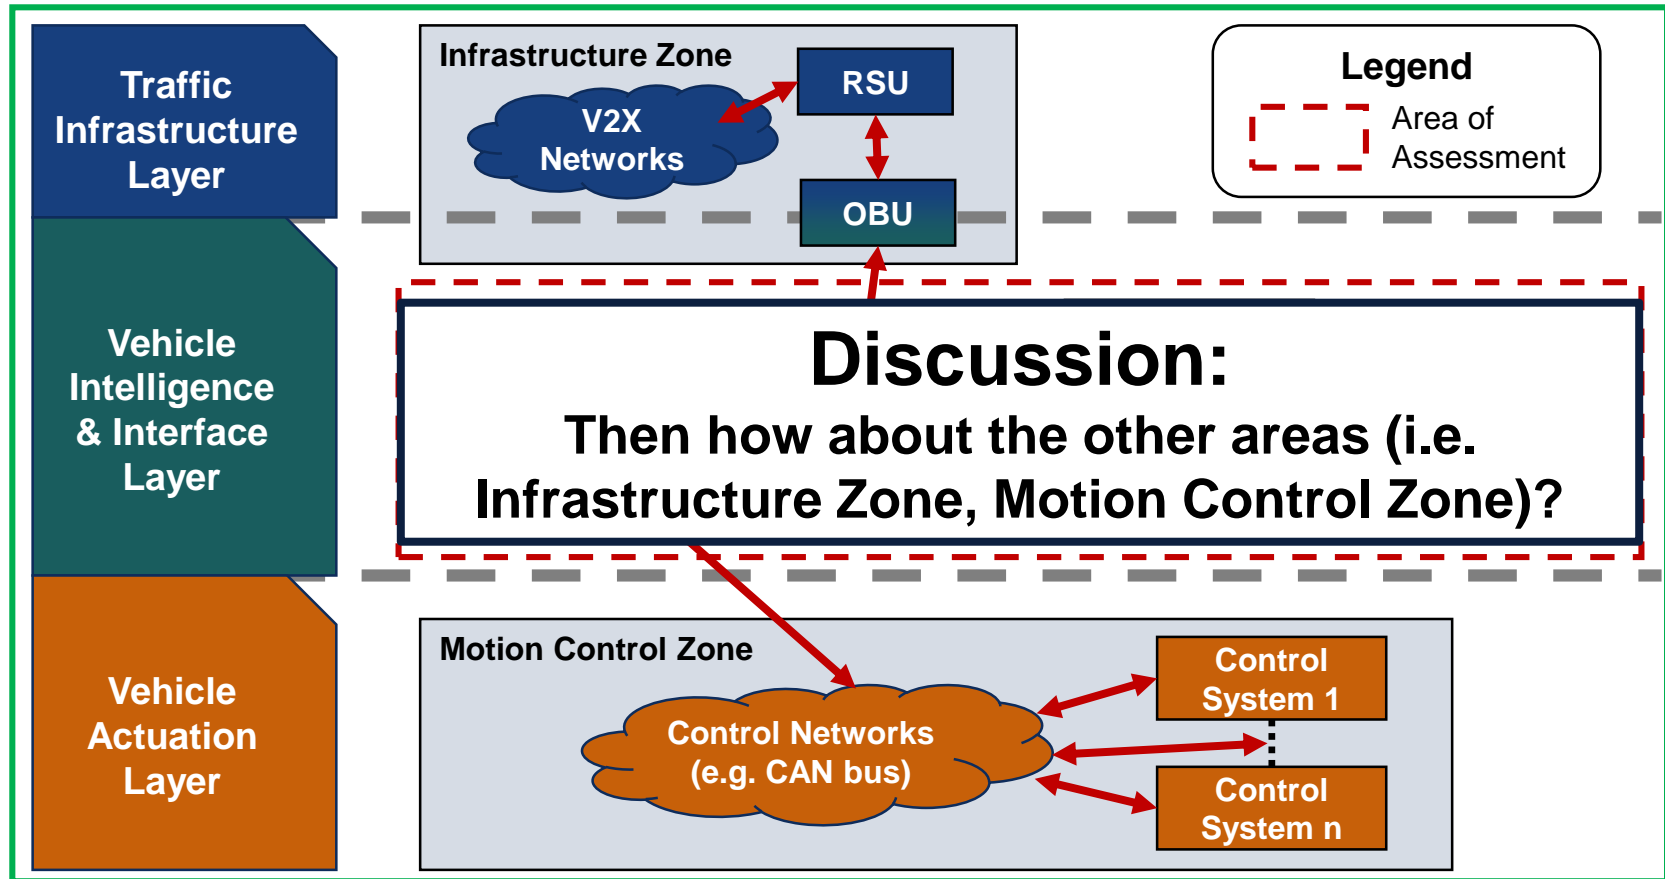 Traffic
Infrastructure
Layer
Infrastructure Zone
V2X
Networks
RSU
OBU
Legend
Area of
Assessment
Vehicle
Intelligence
& Interface
Layer
Discussion:
Then how about the other areas (i.e.
Infrastructure Zone, Motion Control Zone)?
Vehicle
Actuation
Layer
Motion Control Zone
Control Networks
(e.g. CAN bus)
Control
System 1
Control
System n